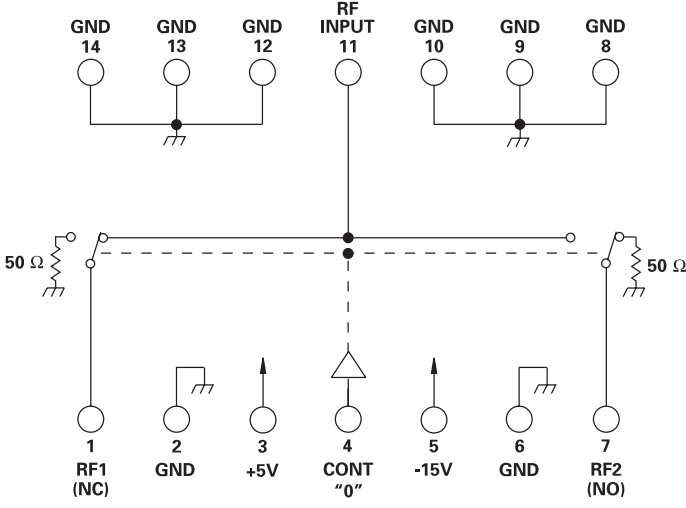 RF
GND GND GND INPUT GND GND GND
14 13 12 11 10 9 8
50 Ω 50 Ω
1 2 3 4 5 6 7
RF1 GND +5V CONT -15V GND RF2
(NC) “0” (NO)